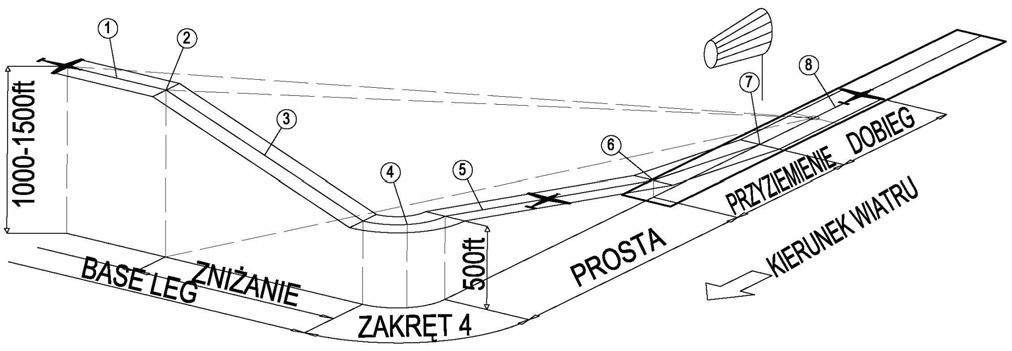 1
2
3
4
5
6
7
8
1000-1500ft
500ft
BASE LEG
ZNIŻANIE
ZAKRĘT 4
PROSTA
PRZYZIEMIENIE
DOBIEG
KIERUNEK WIATRU